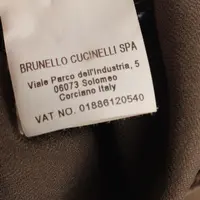 BRUNELLO CUCINELLI SPA
Viale Parco dell'Industria, 5
06073 Solomeo
Corciano Italy
VAT NO. 01886120540